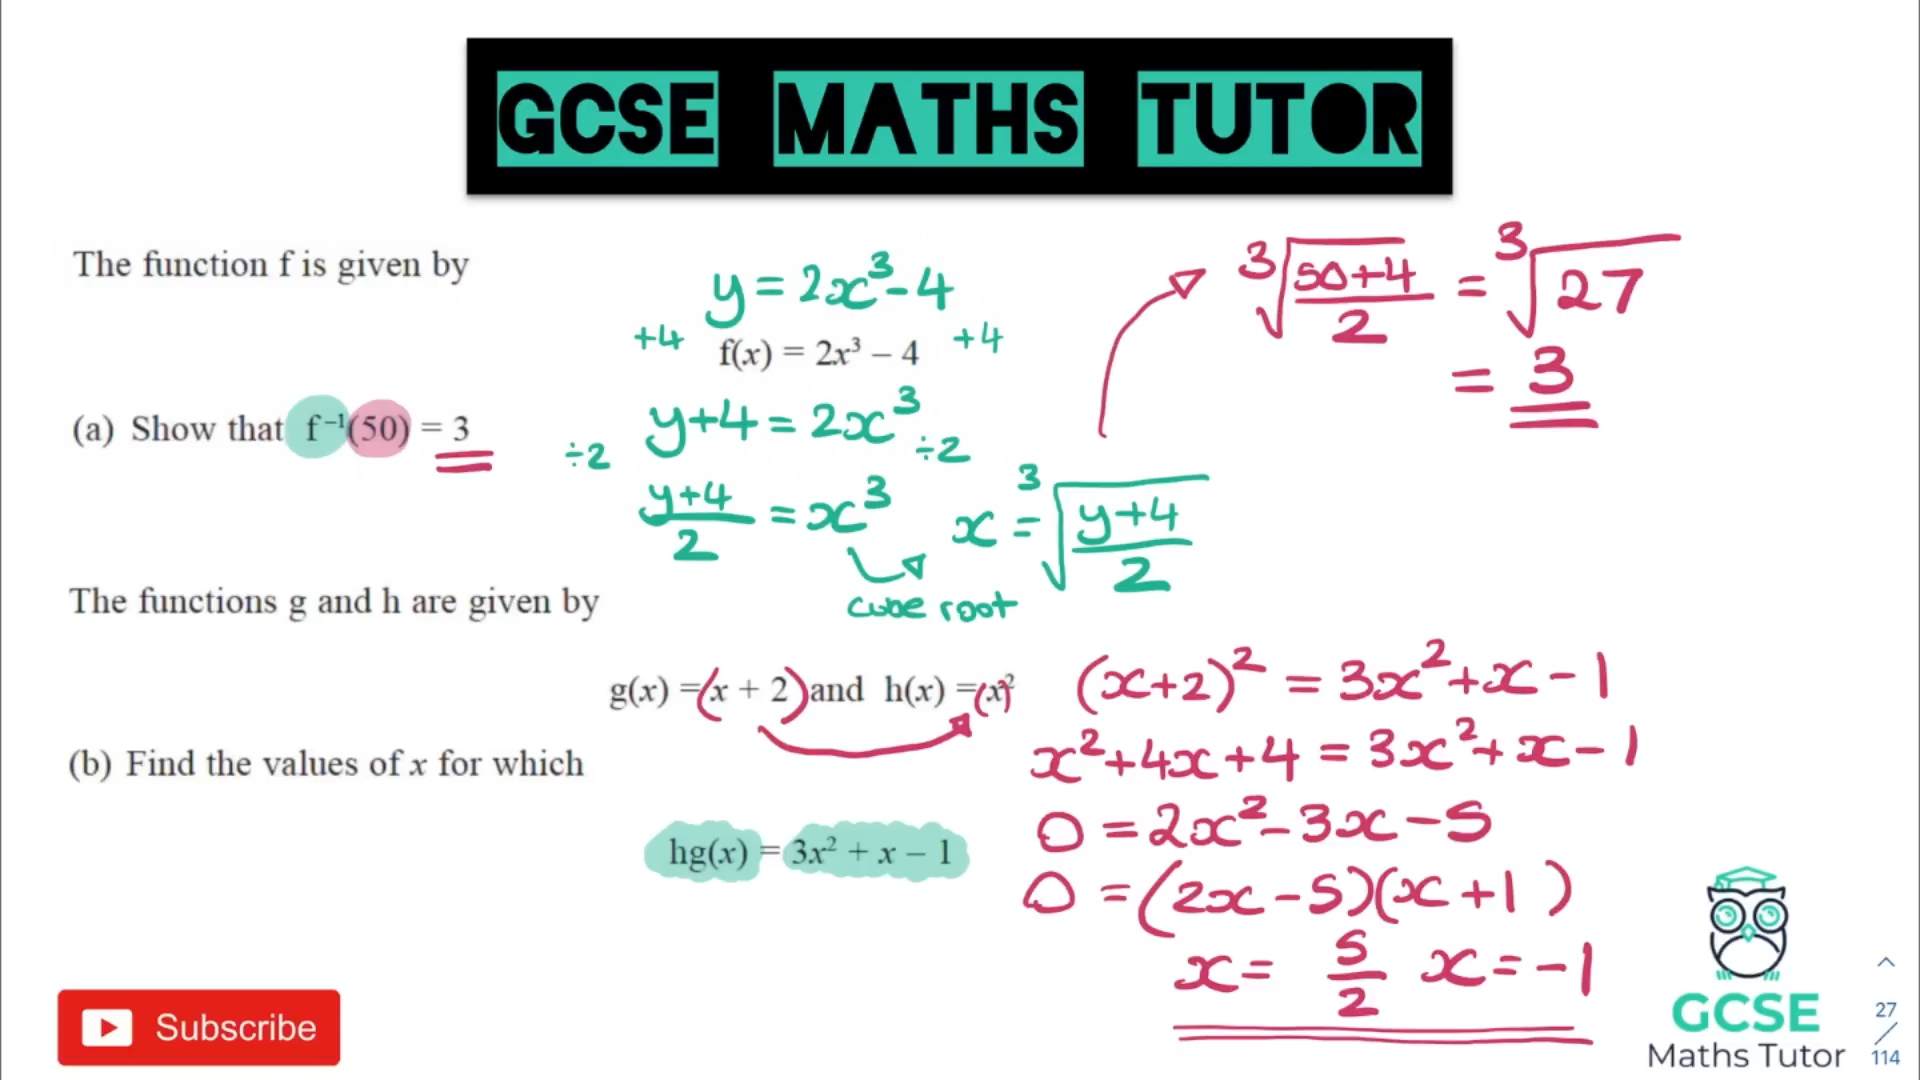 GCSE MATHS TUTOR
The function f is given by
y = 2x³ - 4
+4 +4
f(x) = 2x³ – 4
(a) Show that f⁻¹(50) = 3
y+4 = 2x³
÷2 ÷2
y+4/2 = x³
cube root
x = ³√(y+4/2)
³√(50+4/2) = ³√27
= 3
The functions g and h are given by
g(x) = (x + 2) and h(x) = (x)²
(b) Find the values of x for which
hg(x) = 3x² + x – 1
(x+2)² = 3x²+x-1
x²+4x+4 = 3x²+x-1
0 = 2x²-3x-5
0 = (2x-5)(x+1)
x = 5/2 x = -1
Subscribe
GCSE
Maths Tutor
27
/
114